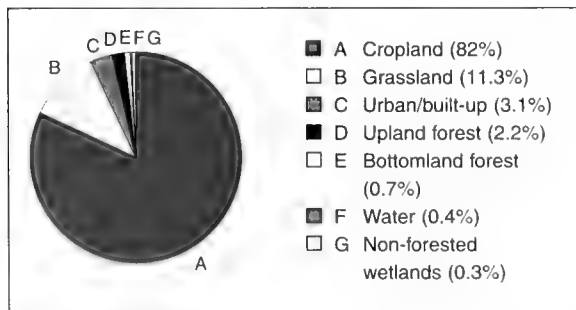 C D E F G
B
A
A Cropland (82%)
B Grassland (11.3%)
C Urban/built-up (3.1%)
D Upland forest (2.2%)
E Bottomland forest
(0.7%)
F Water (0.4%)
G Non-forested
wetlands (0.3%)